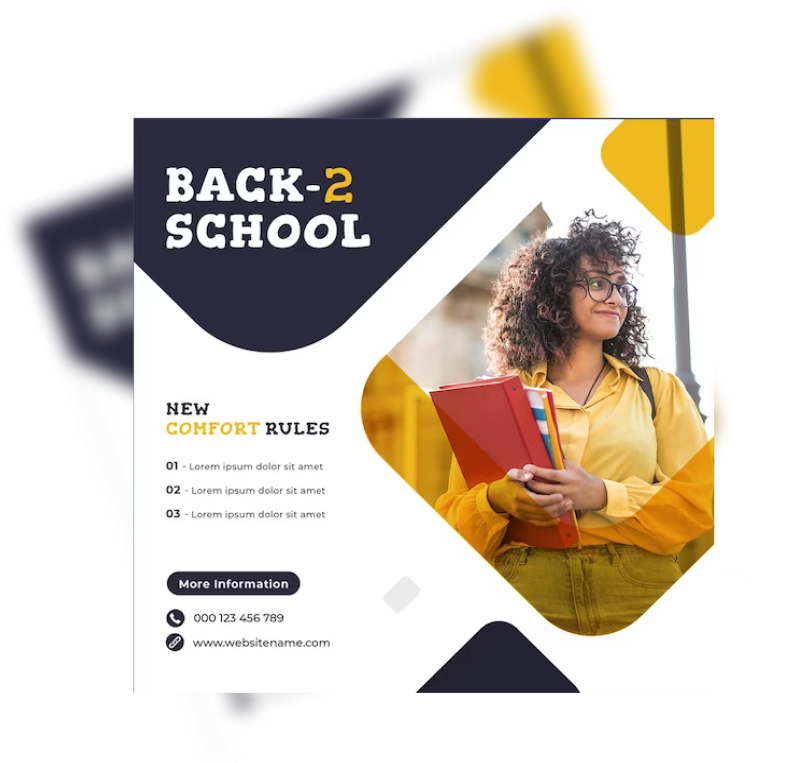 BACK-2
SCHOOL
NEW
COMFORT RULES
01 - Lorem ipsum dolor sit amet
02 - Lorem ipsum dolor sit amet
03 - Lorem ipsum dolor sit amet
More Information
000 123 456 789
www.websitename.com